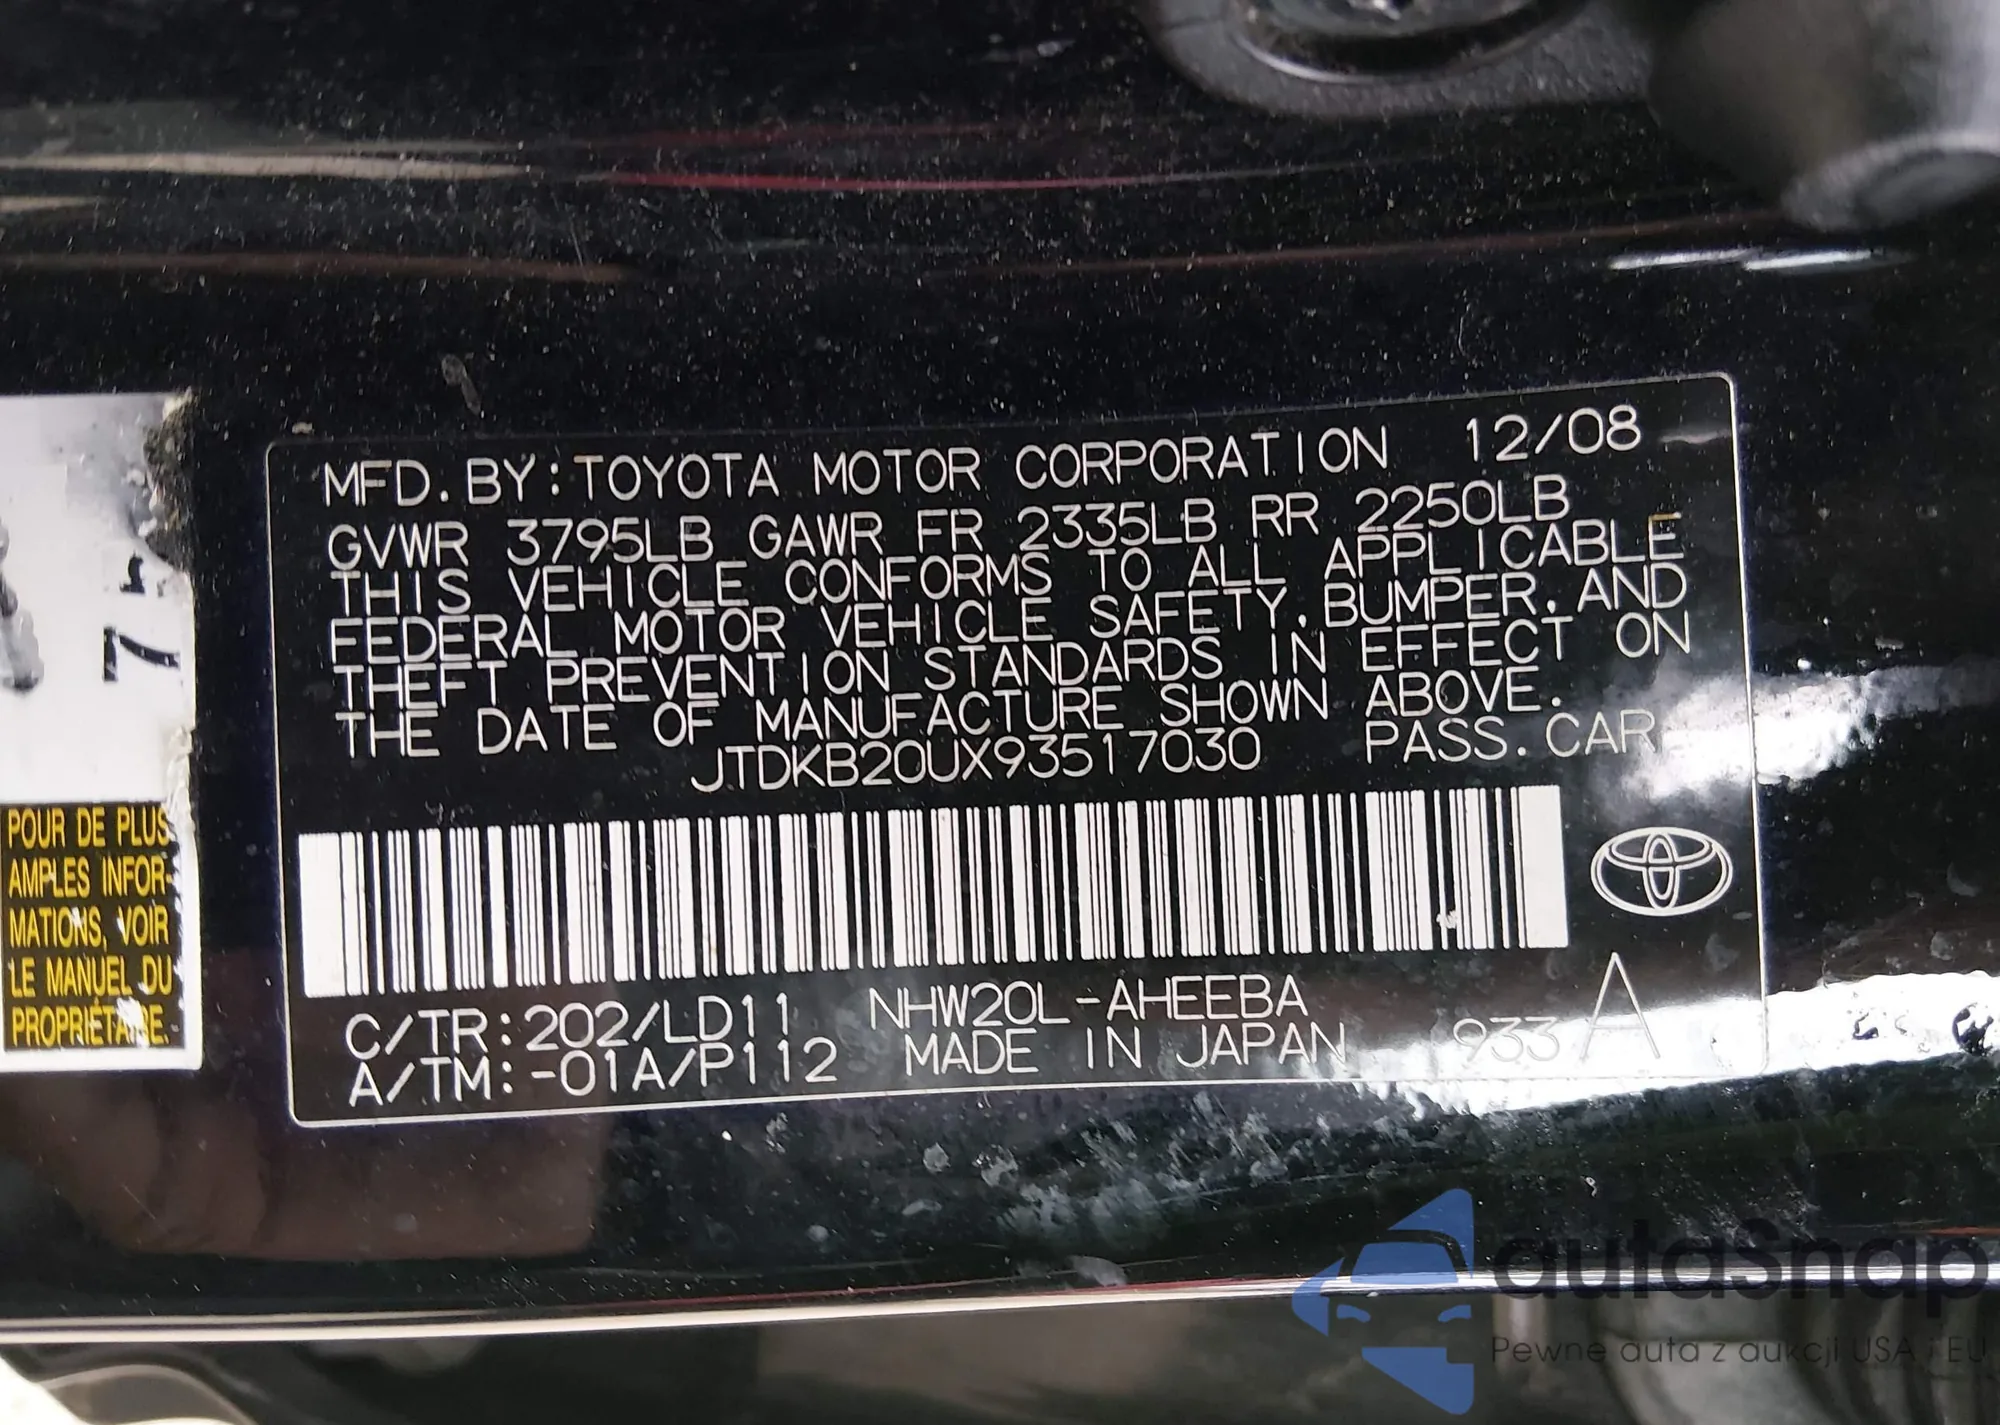 MFD. BY: TOYOTA MOTOR CORPORATION 12/08
GVWR 3795LB GAWR FR 2335LB RR 2250LB
THIS VEHICLE CONFORMS TO ALL APPLICABLE
FEDERAL MOTOR VEHICLE SAFETY, BUMPER, AND
THEFT PREVENTION STANDARDS IN EFFECT ON
THE DATE OF MANUFACTURE SHOWN ABOVE.
JTDKB20UX93517030 PASS. CAR
C/TR: 202/LD11 NHW20L-AHEEBA
A/TM: -01A/P112 MADE IN JAPAN 933 A
7
POUR DE PLUS
AMPLES INFOR-
MATIONS, VOIR
LE MANUEL DU
PROPRIÉTAIRE.
autaSnap
Pewne auta z aukcji USA i EU